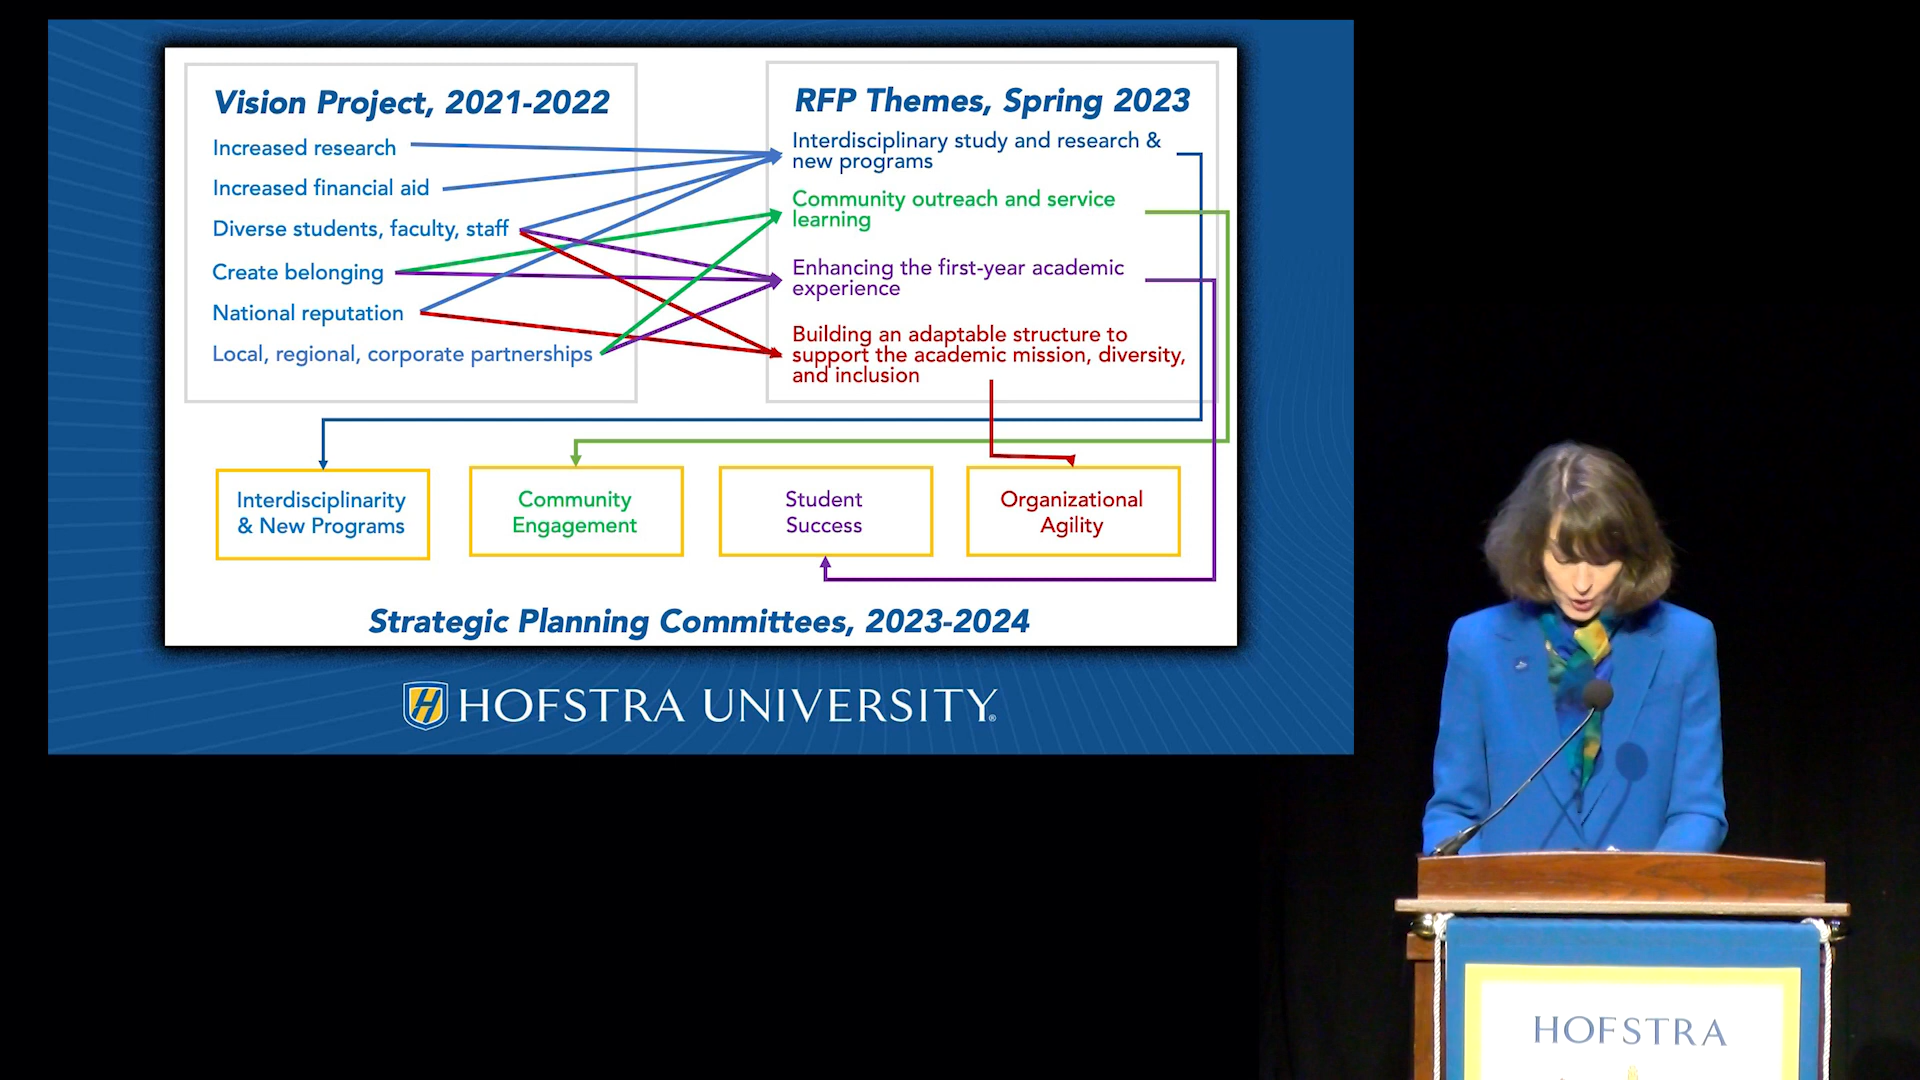 Vision Project, 2021-2022
Increased research
Increased financial aid
Diverse students, faculty, staff
Create belonging
National reputation
Local, regional, corporate partnerships
RFP Themes, Spring 2023
Interdisciplinary study and research &
new programs
Community outreach and service
learning
Enhancing the first-year academic
experience
Building an adaptable structure to
support the academic mission, diversity,
and inclusion
Interdisciplinarity
& New Programs
Community
Engagement
Student
Success
Organizational
Agility
Strategic Planning Committees, 2023-2024
H HOFSTRA UNIVERSITY®
HOFSTRA